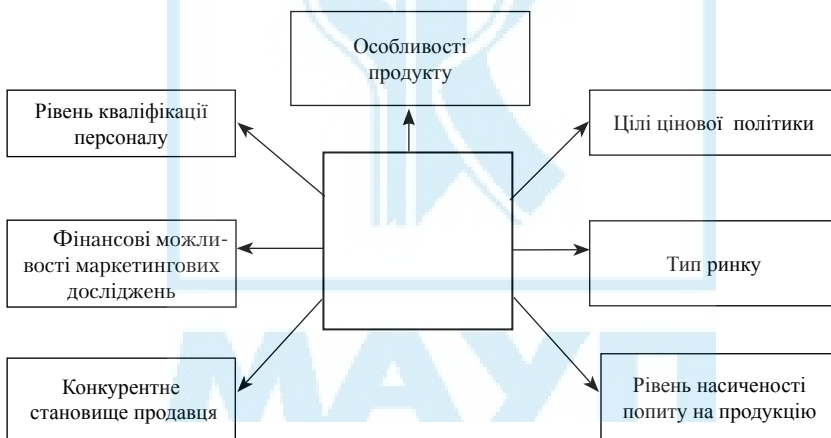 Особливості
продукту
Рівень кваліфікації
персоналу
Цілі цінової політики
Фінансові можли-
вості маркетингових
досліджень
Тип ринку
Конкурентне
становище продавця
Рівень насиченості
попиту на продукцію
МАУП